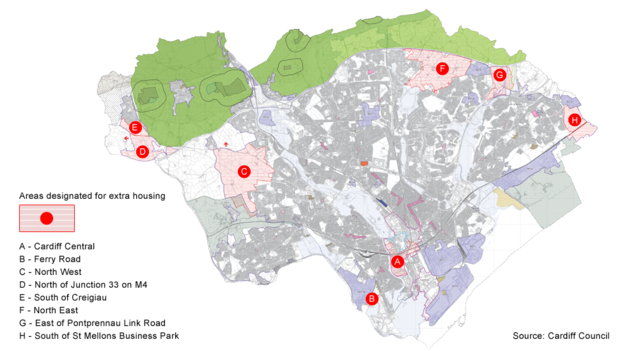 F
G
H
E
D
C
Areas designated for extra housing
A - Cardiff Central
B - Ferry Road
C - North West
D - North of Junction 33 on M4
E - South of Creigiau
F - North East
G - East of Pontprennau Link Road
H - South of St Mellons Business Park
A
B
Source: Cardiff Council